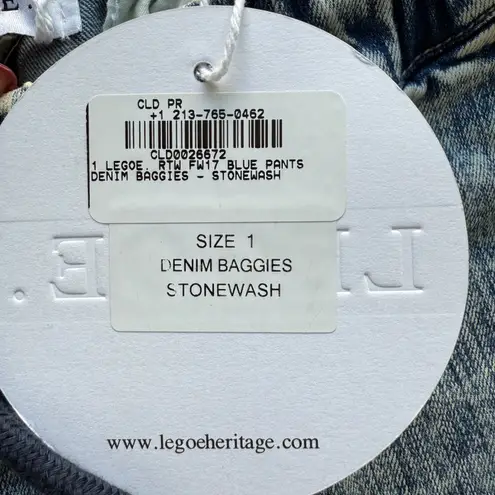 E.
CLD PR
+1 213-765-0462
CLD0026672
1 LEGOE. RTW FW17 BLUE PANTS
DENIM BAGGIES - STONEWASH
SIZE 1
DENIM BAGGIES
STONEWASH
www.legoeheritage.com